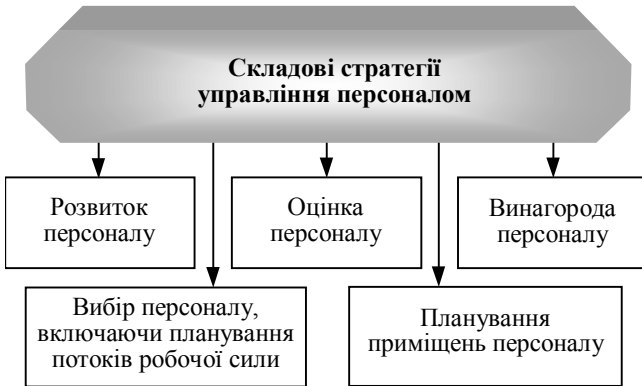 Складові стратегії
управління персоналом
Розвиток
персоналу
Оцінка
персоналу
Винагорода
персоналу
Вибір персоналу,
включаючи планування
потоків робочої сили
Планування
приміщень персоналу